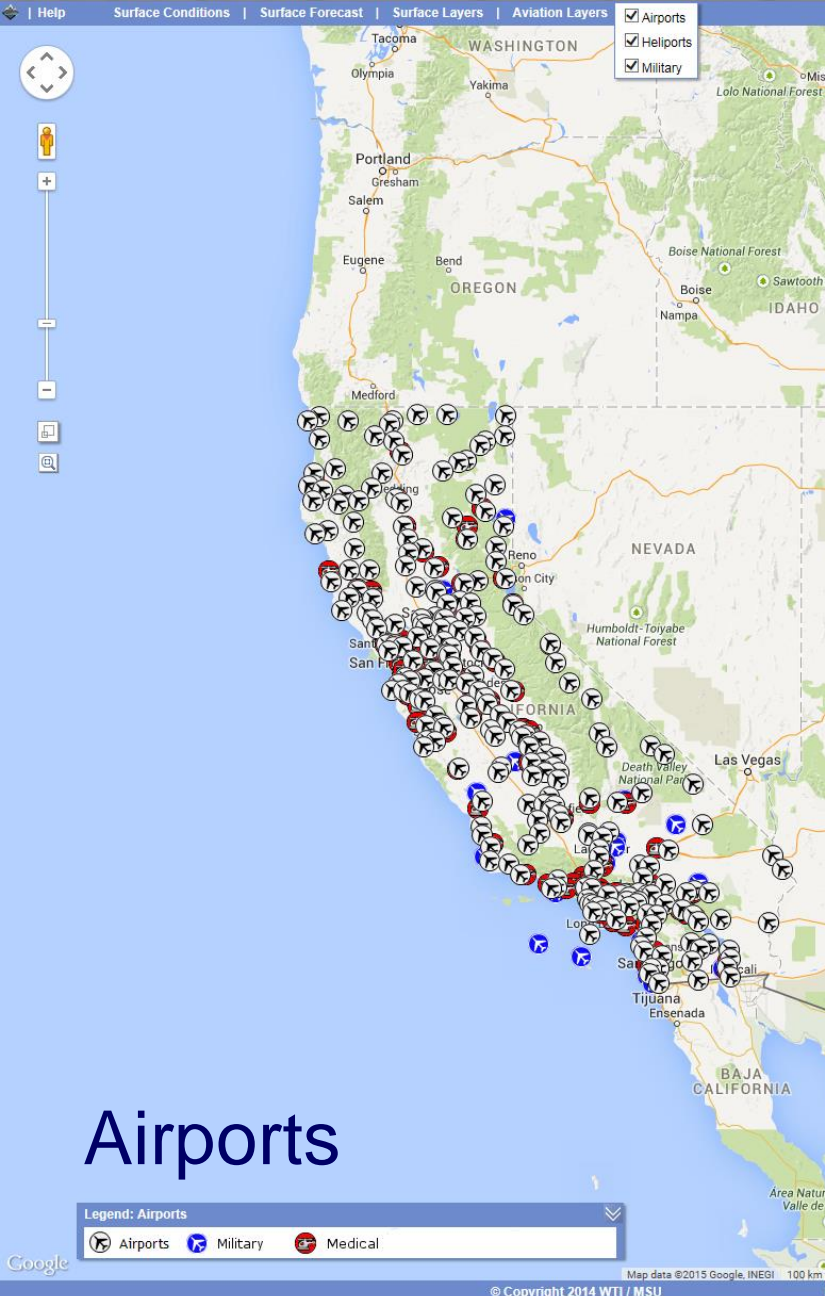 | Help Surface Conditions | Surface Forecast | Surface Layers | Aviation Layers
Airports
Heliports
Military
Tacoma
WASHINGTON
Olympia
Yakima
Lolo National Forest
Portland
Gresham
Salem
Boise National Forest
Eugene
Bend
Sawtooth
OREGON
Boise
IDAHO
Nampa
Medford
Reno
NEVADA
on City
Humboldt-Toiyabe
National Forest
Las Vegas
Death Valley
National Par
Tijuana
Ensenada
BAJA
CALIFORNIA
Airports
Área Natur
Valle de
Legend: Airports
Airports Military Medical
Google
Map data ©2015 Google, INEGI 100 km
© Copyright 2014 WTI / MSU